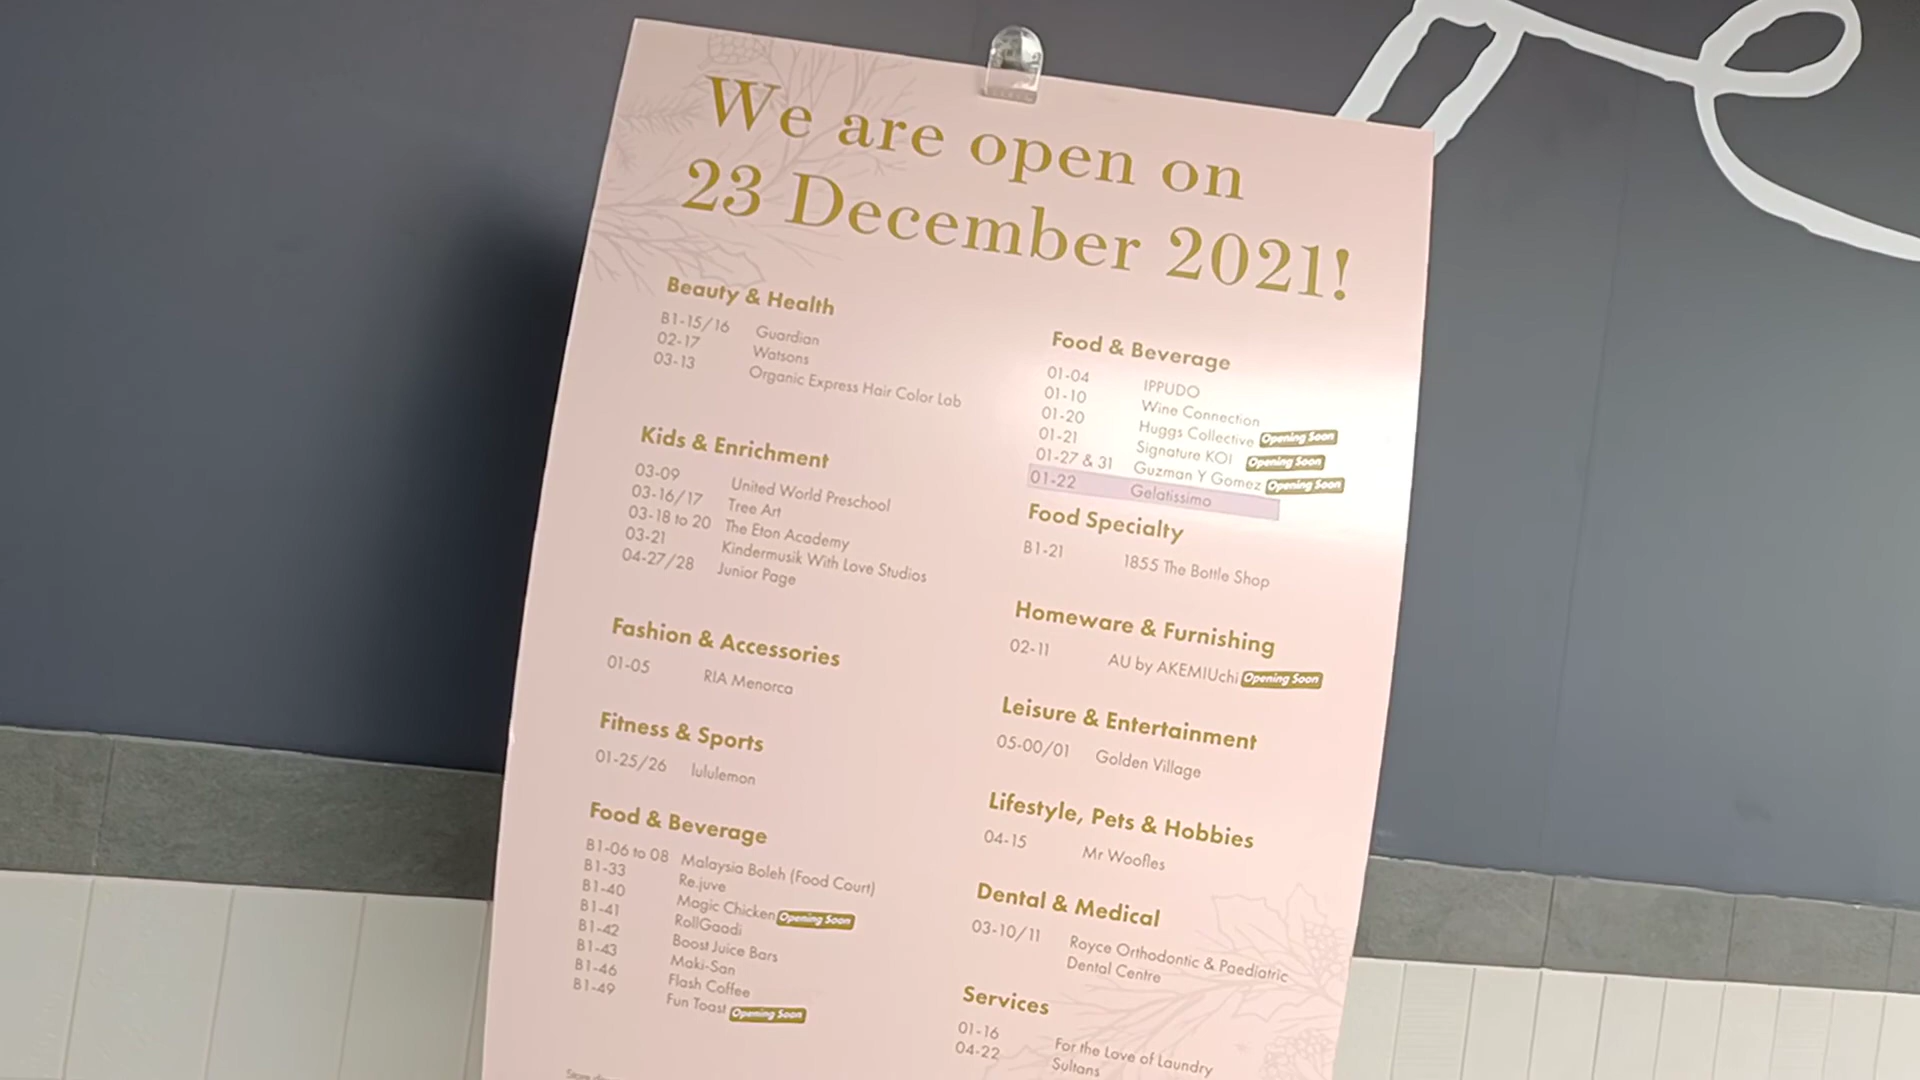 We are open on
23 December 2021!
Beauty & Health
B1-15/16 Guardian
02-17 Watsons
03-13 Organic Express Hair Color Lab
Kids & Enrichment
03-09 United World Preschool
03-16/17 Tree Art
03-18 to 20 The Eton Academy
03-21 Kindermusik With Love Studios
04-27/28 Junior Page
Fashion & Accessories
01-05 RIA Menorca
Fitness & Sports
01-25/26 lululemon
Food & Beverage
B1-06 to 08 Malaysia Boleh (Food Court)
B1-33 Re.juve
B1-40 Magic Chicken Opening Soon
B1-41 RollGaadi
B1-42 Boost Juice Bars
B1-43 Maki-San
B1-46 Flash Coffee
B1-49 Fun Toast Opening Soon
Food & Beverage
01-04 IPPUDO
01-10 Wine Connection
01-20 Huggs Collective Opening Soon
01-21 Signature KOI Opening Soon
01-27 & 31 Guzman Y Gomez Opening Soon
01-22 Gelatissimo
Food Specialty
B1-21 1855 The Bottle Shop
Homeware & Furnishing
02-11 AU by AKEMIUchi Opening Soon
Leisure & Entertainment
05-00/01 Golden Village
Lifestyle, Pets & Hobbies
04-15 Mr Woofles
Dental & Medical
03-10/11 Royce Orthodontic & Paediatric
Dental Centre
Services
01-16 For the Love of Laundry
04-22 Sultans